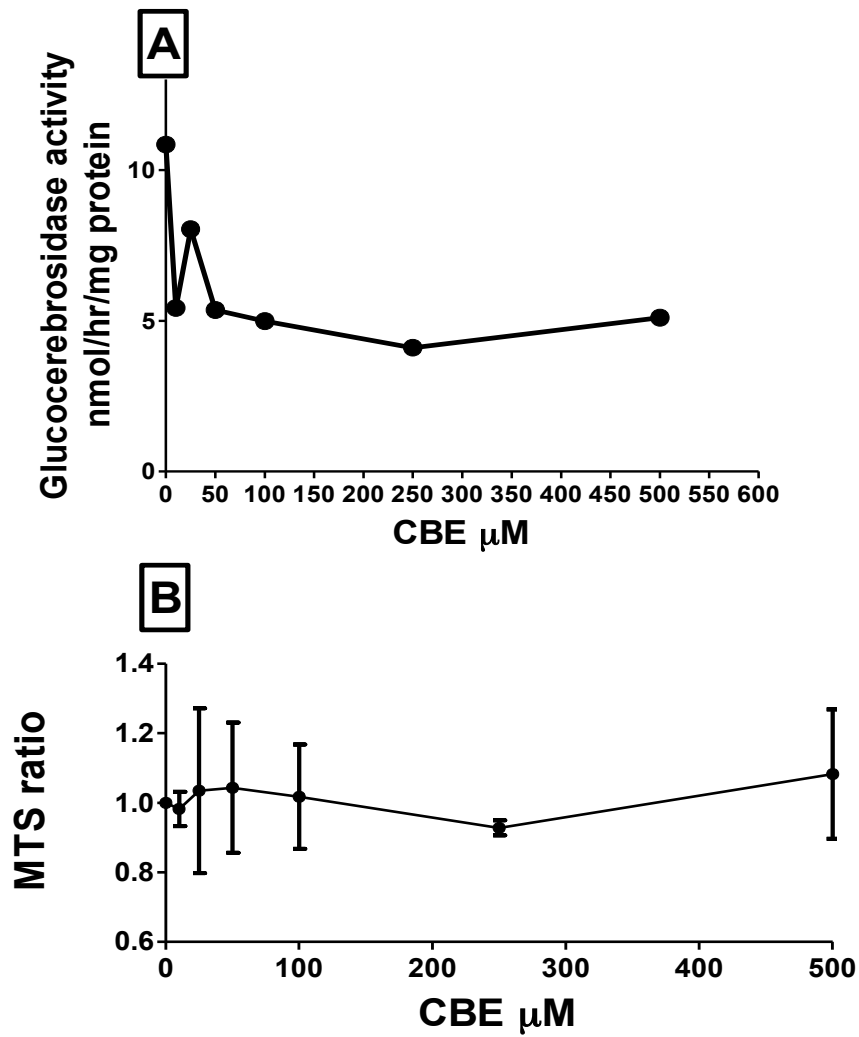 A
Glucocerebrosidase activity
nmol/hr/mg protein
10
5
0
0 50 100 150 200 250 300 350 400 450 500 550 600
CBE μM
B
MTS ratio
1.4
1.2
1.0
0.8
0.6
0 100 200 300 400 500
CBE μM